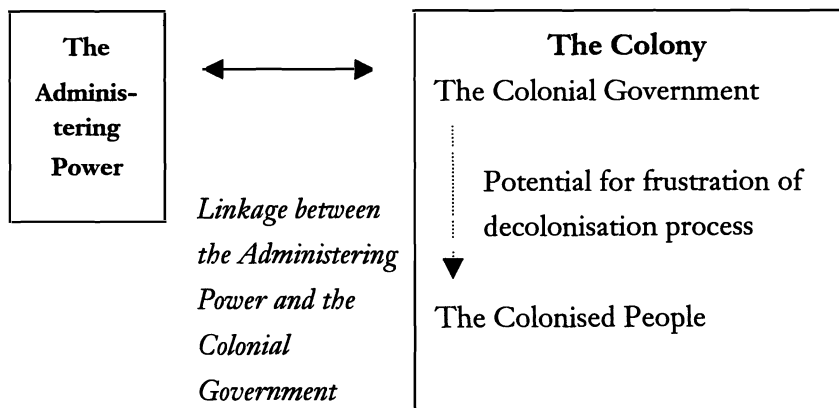 The
Adminis-
tering
Power
Linkage between
the Administering
Power and the
Colonial
Government
The Colony
The Colonial Government
Potential for frustration of
decolonisation process
The Colonised People